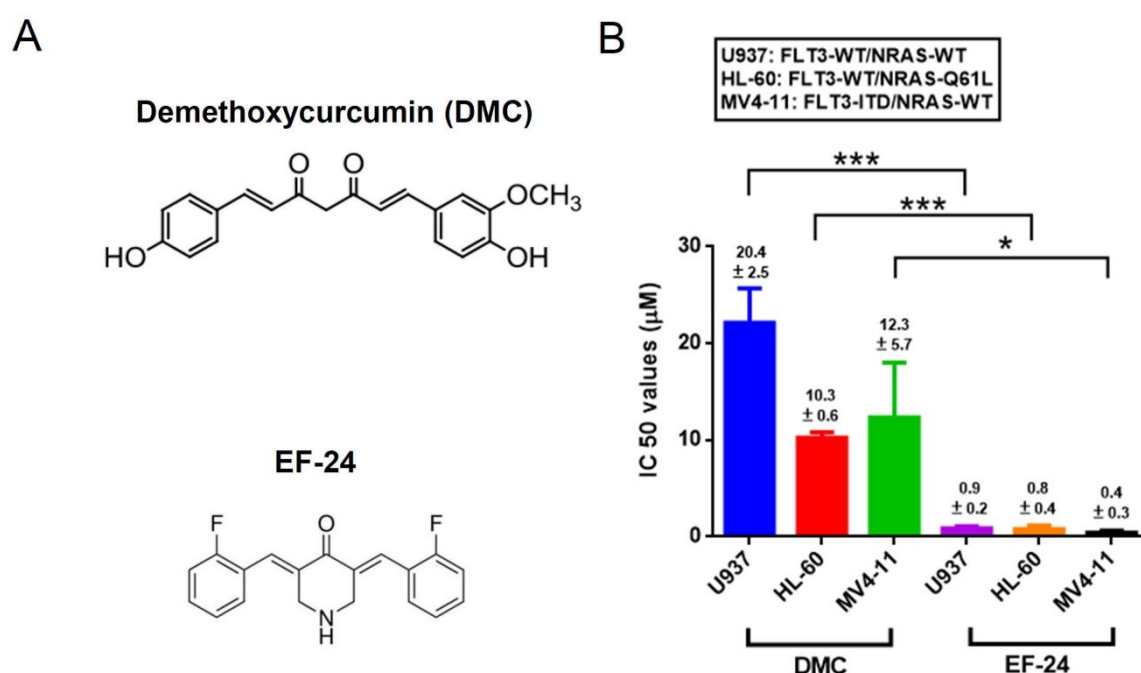 A
Demethoxycurcumin (DMC)
O O
OCH3
HO
OH
EF-24
F O F
N
H
B
U937: FLT3-WT/NRAS-WT
HL-60: FLT3-WT/NRAS-Q61L
MV4-11: FLT3-ITD/NRAS-WT
***
***
*
IC 50 values (μM)
30
20
10
0
20.4
± 2.5
10.3
± 0.6
12.3
± 5.7
0.9
± 0.2
0.8
± 0.4
0.4
± 0.3
U937
HL-60
MV4-11
U937
HL-60
MV4-11
DMC
EF-24